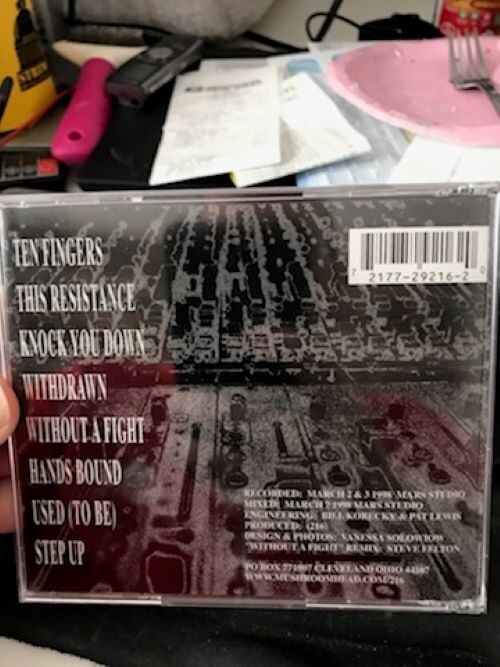 TEN FINGERS
THIS RESISTANCE
KNOCK YOU DOWN
WITHDRAWN
WITHOUT A FIGHT
HANDS BOUND
USED (TO BE)
STEP UP
7 2177-29216-2 0
RECORDED: MARCH 2 & 3 1998 MARS STUDIO
MIXED: MARCH 7 1998 MARS STUDIO
ENGINEERING: BILL KORECKY & PAT LEWIS
PRODUCED: (216)
DESIGN & PHOTOS: VANESSA SOLOWIOW
"WITHOUT A FIGHT" REMIX: STEVE FELTON
PO BOX 771007 CLEVELAND OHIO 44107
WWW.MUSHROOMHEAD.COM/216